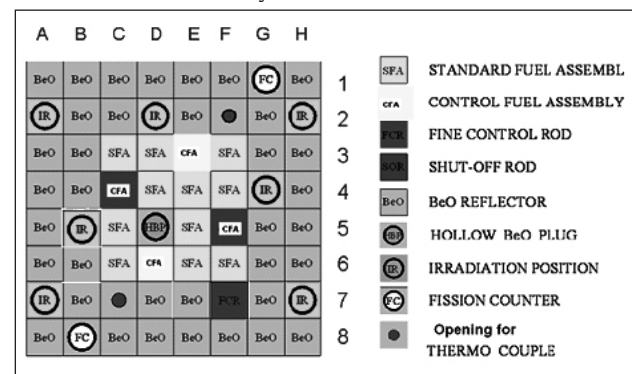 A B C D E F G H
BeO BeO BeO BeO BeO BeO FC BeO 1
IR BeO BeO IR BeO BeO IR 2
BeO BeO SFA SFA CFA SFA BeO BeO 3
BeO BeO CFA SFA SFA SFA IR BeO 4
BeO IR SFA HBP SFA CFA BeO BeO 5
BeO BeO SFA CFA SFA SFA BeO BeO 6
IR BeO BeO BeO FCR BeO IR 7
BeO FC BeO BeO BeO BeO BeO BeO 8
SFA STANDARD FUEL ASSEMBL
CFA CONTROL FUEL ASSEMBLY
FCR FINE CONTROL ROD
SOR SHUT-OFF ROD
BeO BeO REFLECTOR
HBP HOLLOW BeO PLUG
IR IRRADIATION POSITION
FC FISSION COUNTER
Opening for
THERMO COUPLE